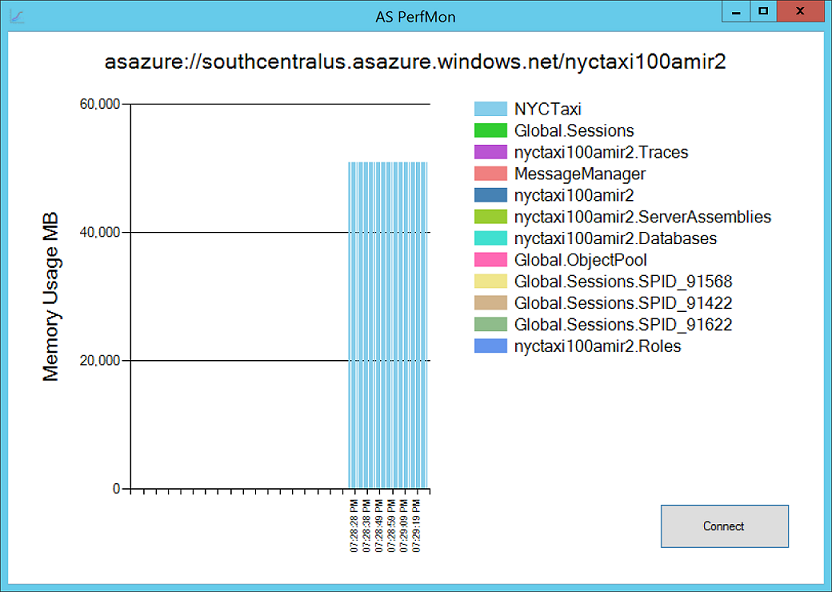 AS PerfMon
asazure://southcentralus.asazure.windows.net/nyctaxi100amir2
60,000
40,000
20,000
0
Memory Usage MB
07:28:28 PM
07:28:38 PM
07:28:49 PM
07:28:59 PM
07:29:09 PM
07:29:19 PM
NYCTaxi
Global.Sessions
nyctaxi100amir2.Traces
MessageManager
nyctaxi100amir2
nyctaxi100amir2.ServerAssemblies
nyctaxi100amir2.Databases
Global.ObjectPool
Global.Sessions.SPID_91568
Global.Sessions.SPID_91422
Global.Sessions.SPID_91622
nyctaxi100amir2.Roles
Connect